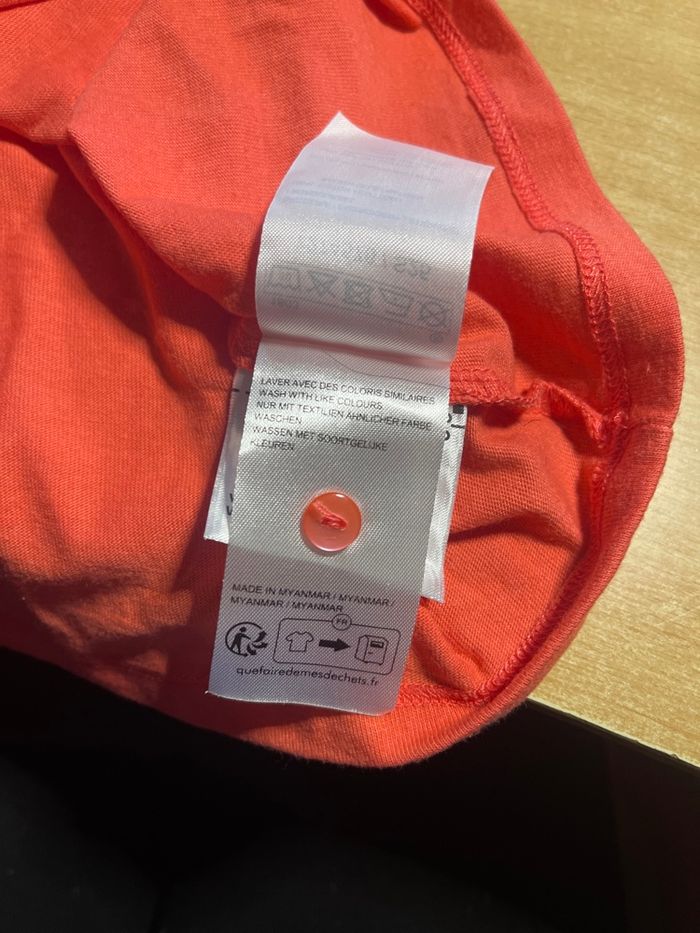 LAVER AVEC DES COLORIS SIMILAIRES
WASH WITH LIKE COLOURS
NUR MIT TEXTILIEN ÄHNLICHER FARBE
WASCHEN
WASSEN MET SOORTGELIJKE
KLEUREN
MADE IN MYANMAR / MYANMAR /
MYANMAR / MYANMAR
FR
quefairedemesdechets.fr